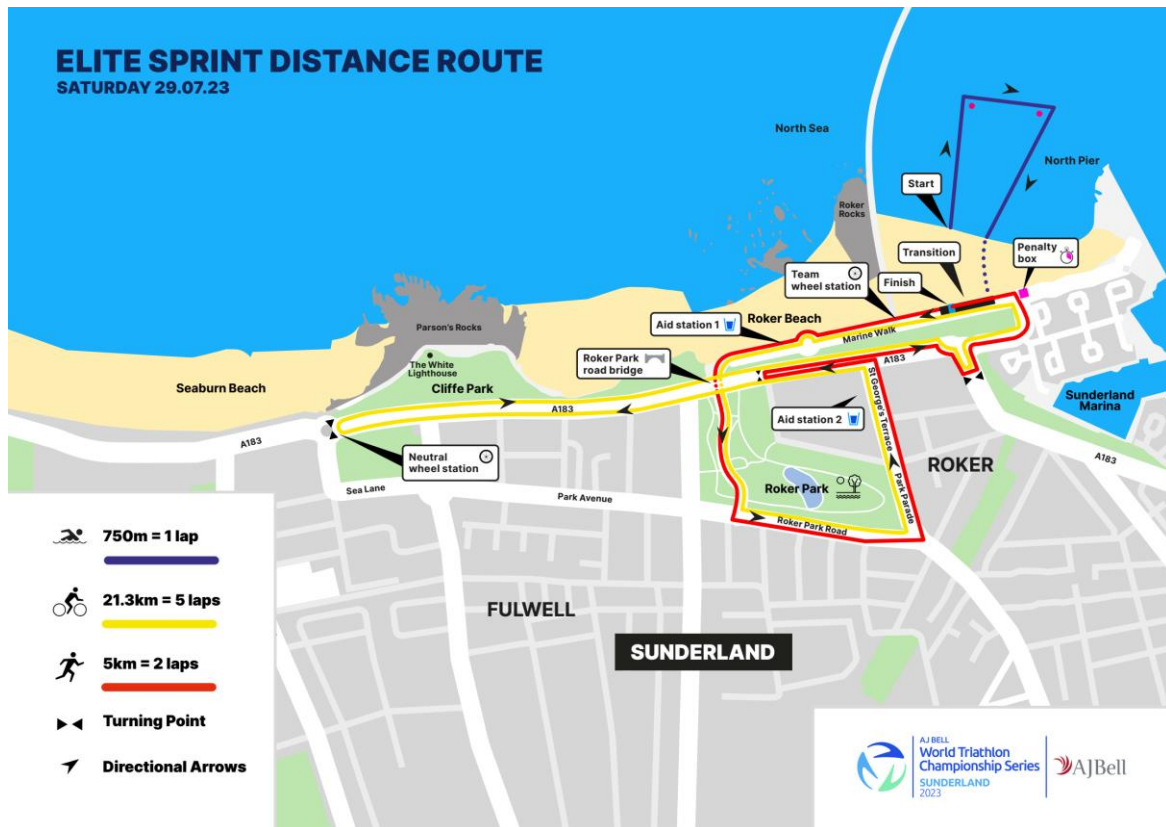 ELITE SPRINT DISTANCE ROUTE
SATURDAY 29.07.23
North Sea
North Pier
Start
Roker
Rocks
Transition
Penalty
box
Team
wheel station
Finish
Roker Beach
Aid station 1
Marine Walk
Parson's Rocks
Roker Park
road bridge
The White
Lighthouse
A183
Seaburn Beach
Cliffe Park
St George's Terrace
A183
Aid station 2
Sunderland
Marina
A183
Neutral
wheel station
ROKER
A183
Sea Lane
Park Avenue
Roker Park
Park Parade
Roker Park Road
750m = 1 lap
21.3km = 5 laps
5km = 2 laps
Turning Point
Directional Arrows
FULWELL
SUNDERLAND
AJ BELL
World Triathlon
Championship Series
SUNDERLAND
2023
AJBell